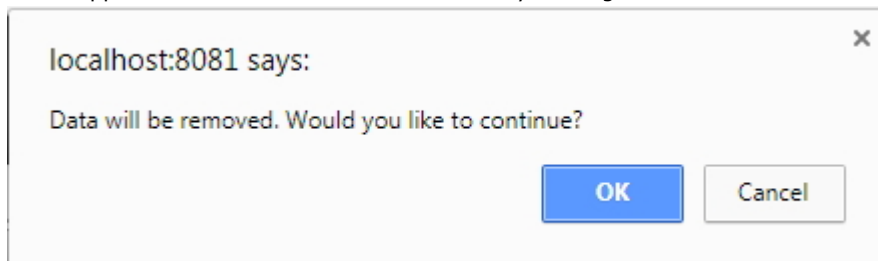 localhost:8081 says:
Data will be removed. Would you like to continue?
OK
Cancel